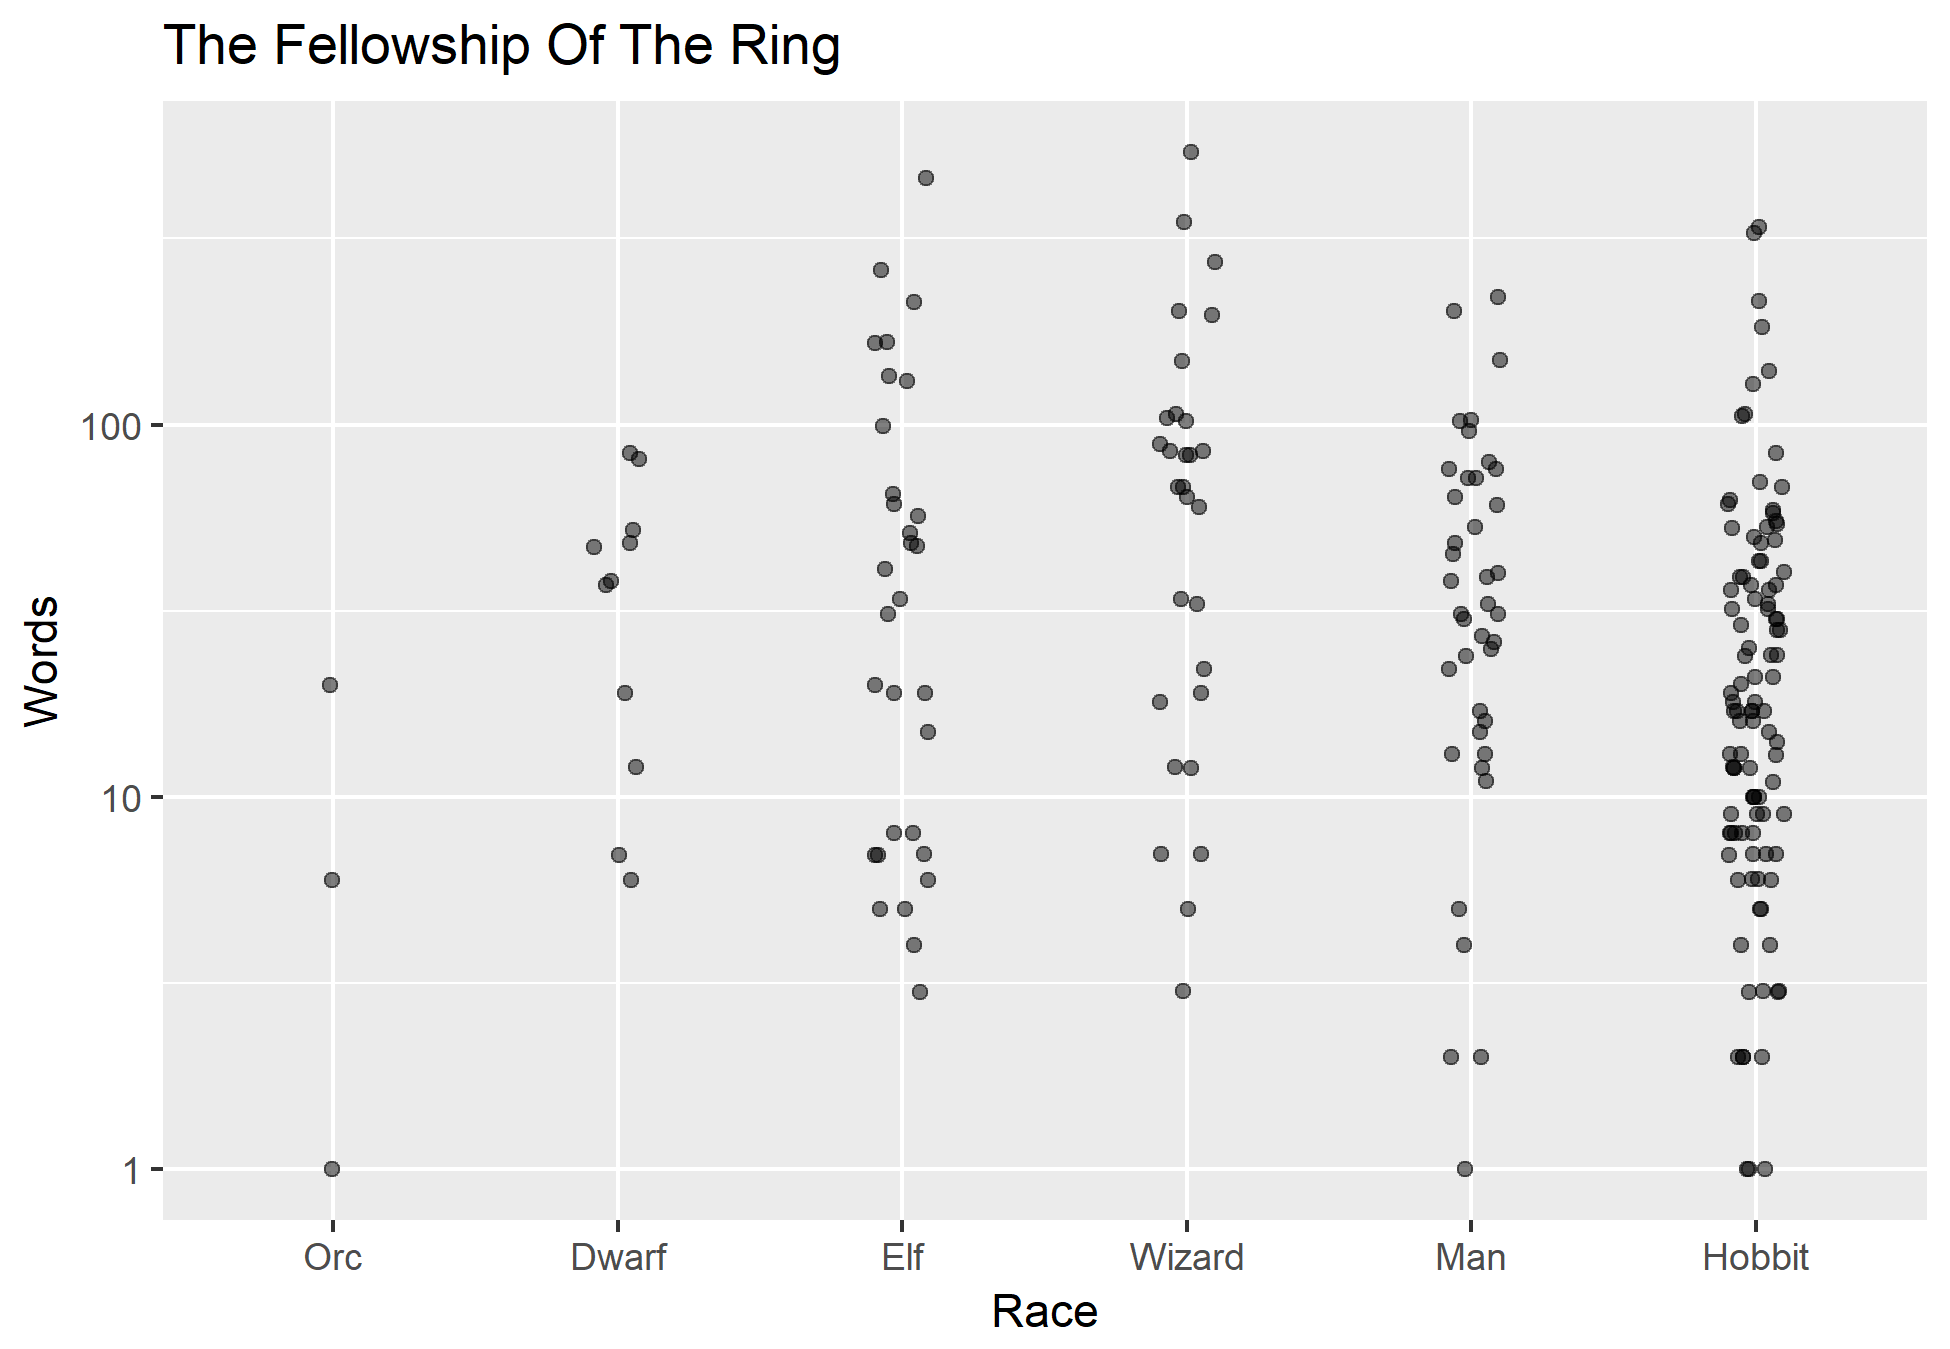 The Fellowship Of The Ring
Words
100
10
1
Orc Dwarf Elf Wizard Man Hobbit
Race